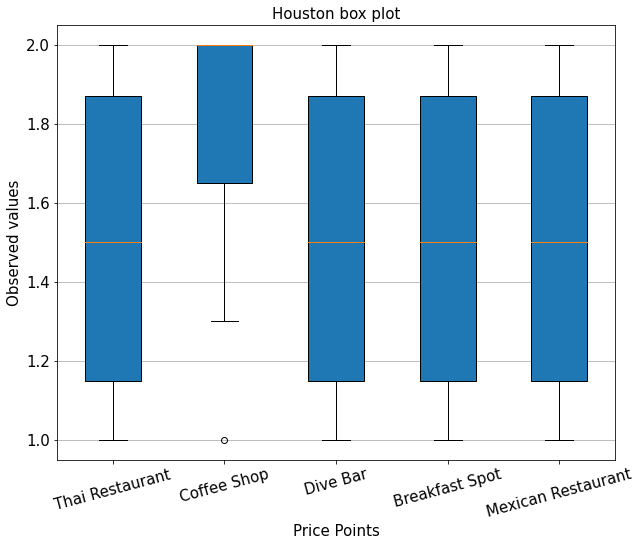 Houston box plot
Observed values
2.0
1.8
1.6
1.4
1.2
1.0
Thai Restaurant
Coffee Shop
Dive Bar
Breakfast Spot
Mexican Restaurant
Price Points